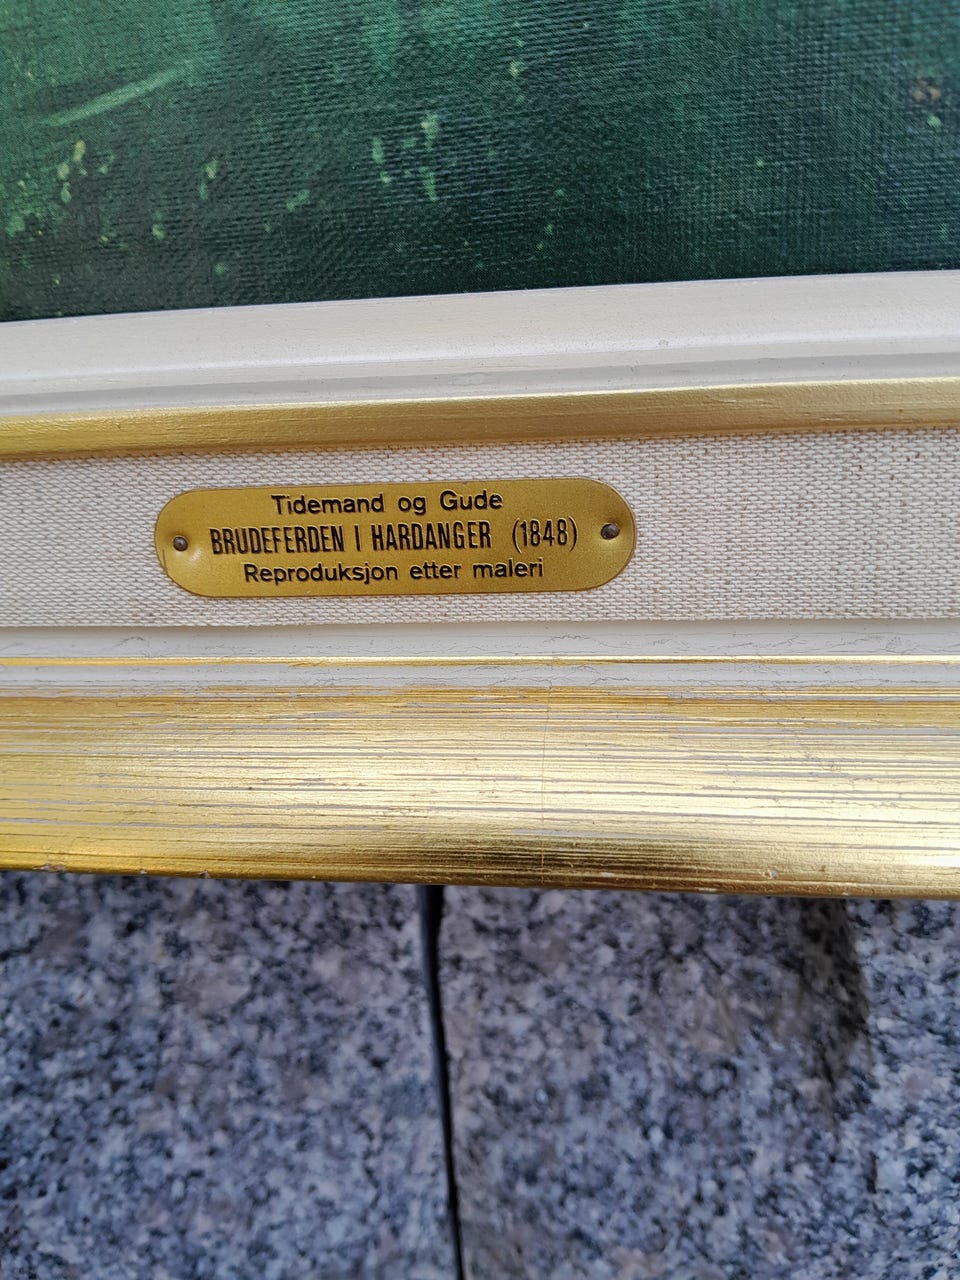 Tidemand og Gude
BRUDEFERDEN I HARDANGER (1848)
Reproduksjon etter maleri